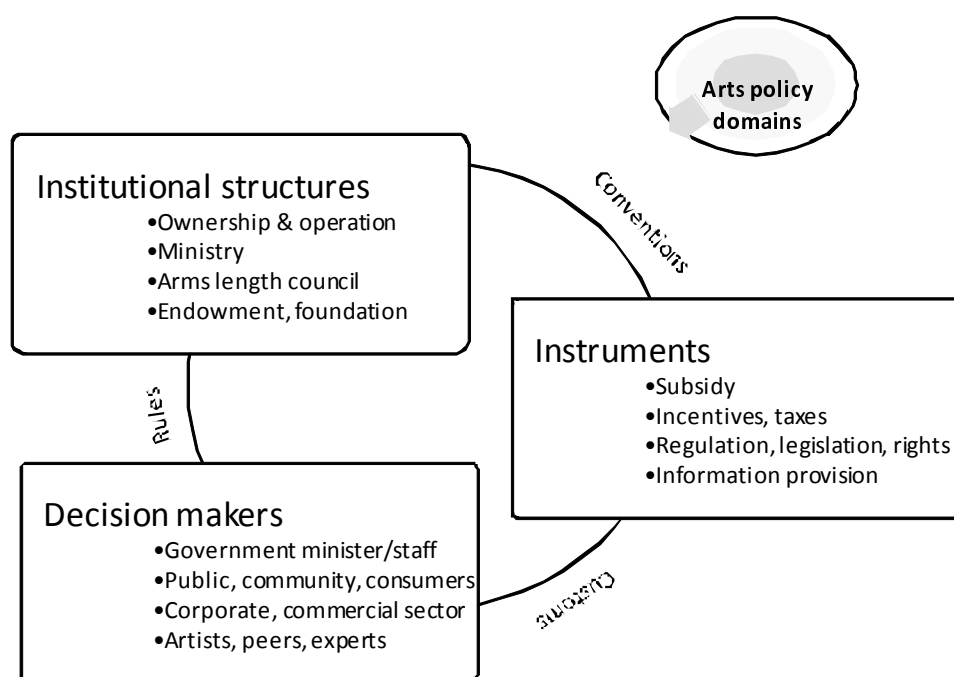 Arts policy
domains
Institutional structures
•Ownership & operation
•Ministry
•Arms length council
•Endowment, foundation
Conventions
Instruments
•Subsidy
•Incentives, taxes
•Regulation, legislation, rights
•Information provision
Rules
Decision makers
•Government minister/staff
•Public, community, consumers
•Corporate, commercial sector
•Artists, peers, experts
Customs